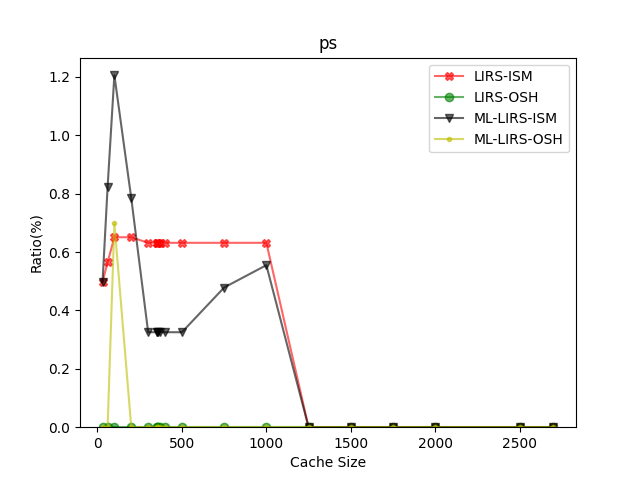 ps
1.2
1.0
0.8
0.6
0.4
0.2
0.0
Ratio(%)
LIRS-ISM
LIRS-OSH
ML-LIRS-ISM
ML-LIRS-OSH
0 500 1000 1500 2000 2500
Cache Size